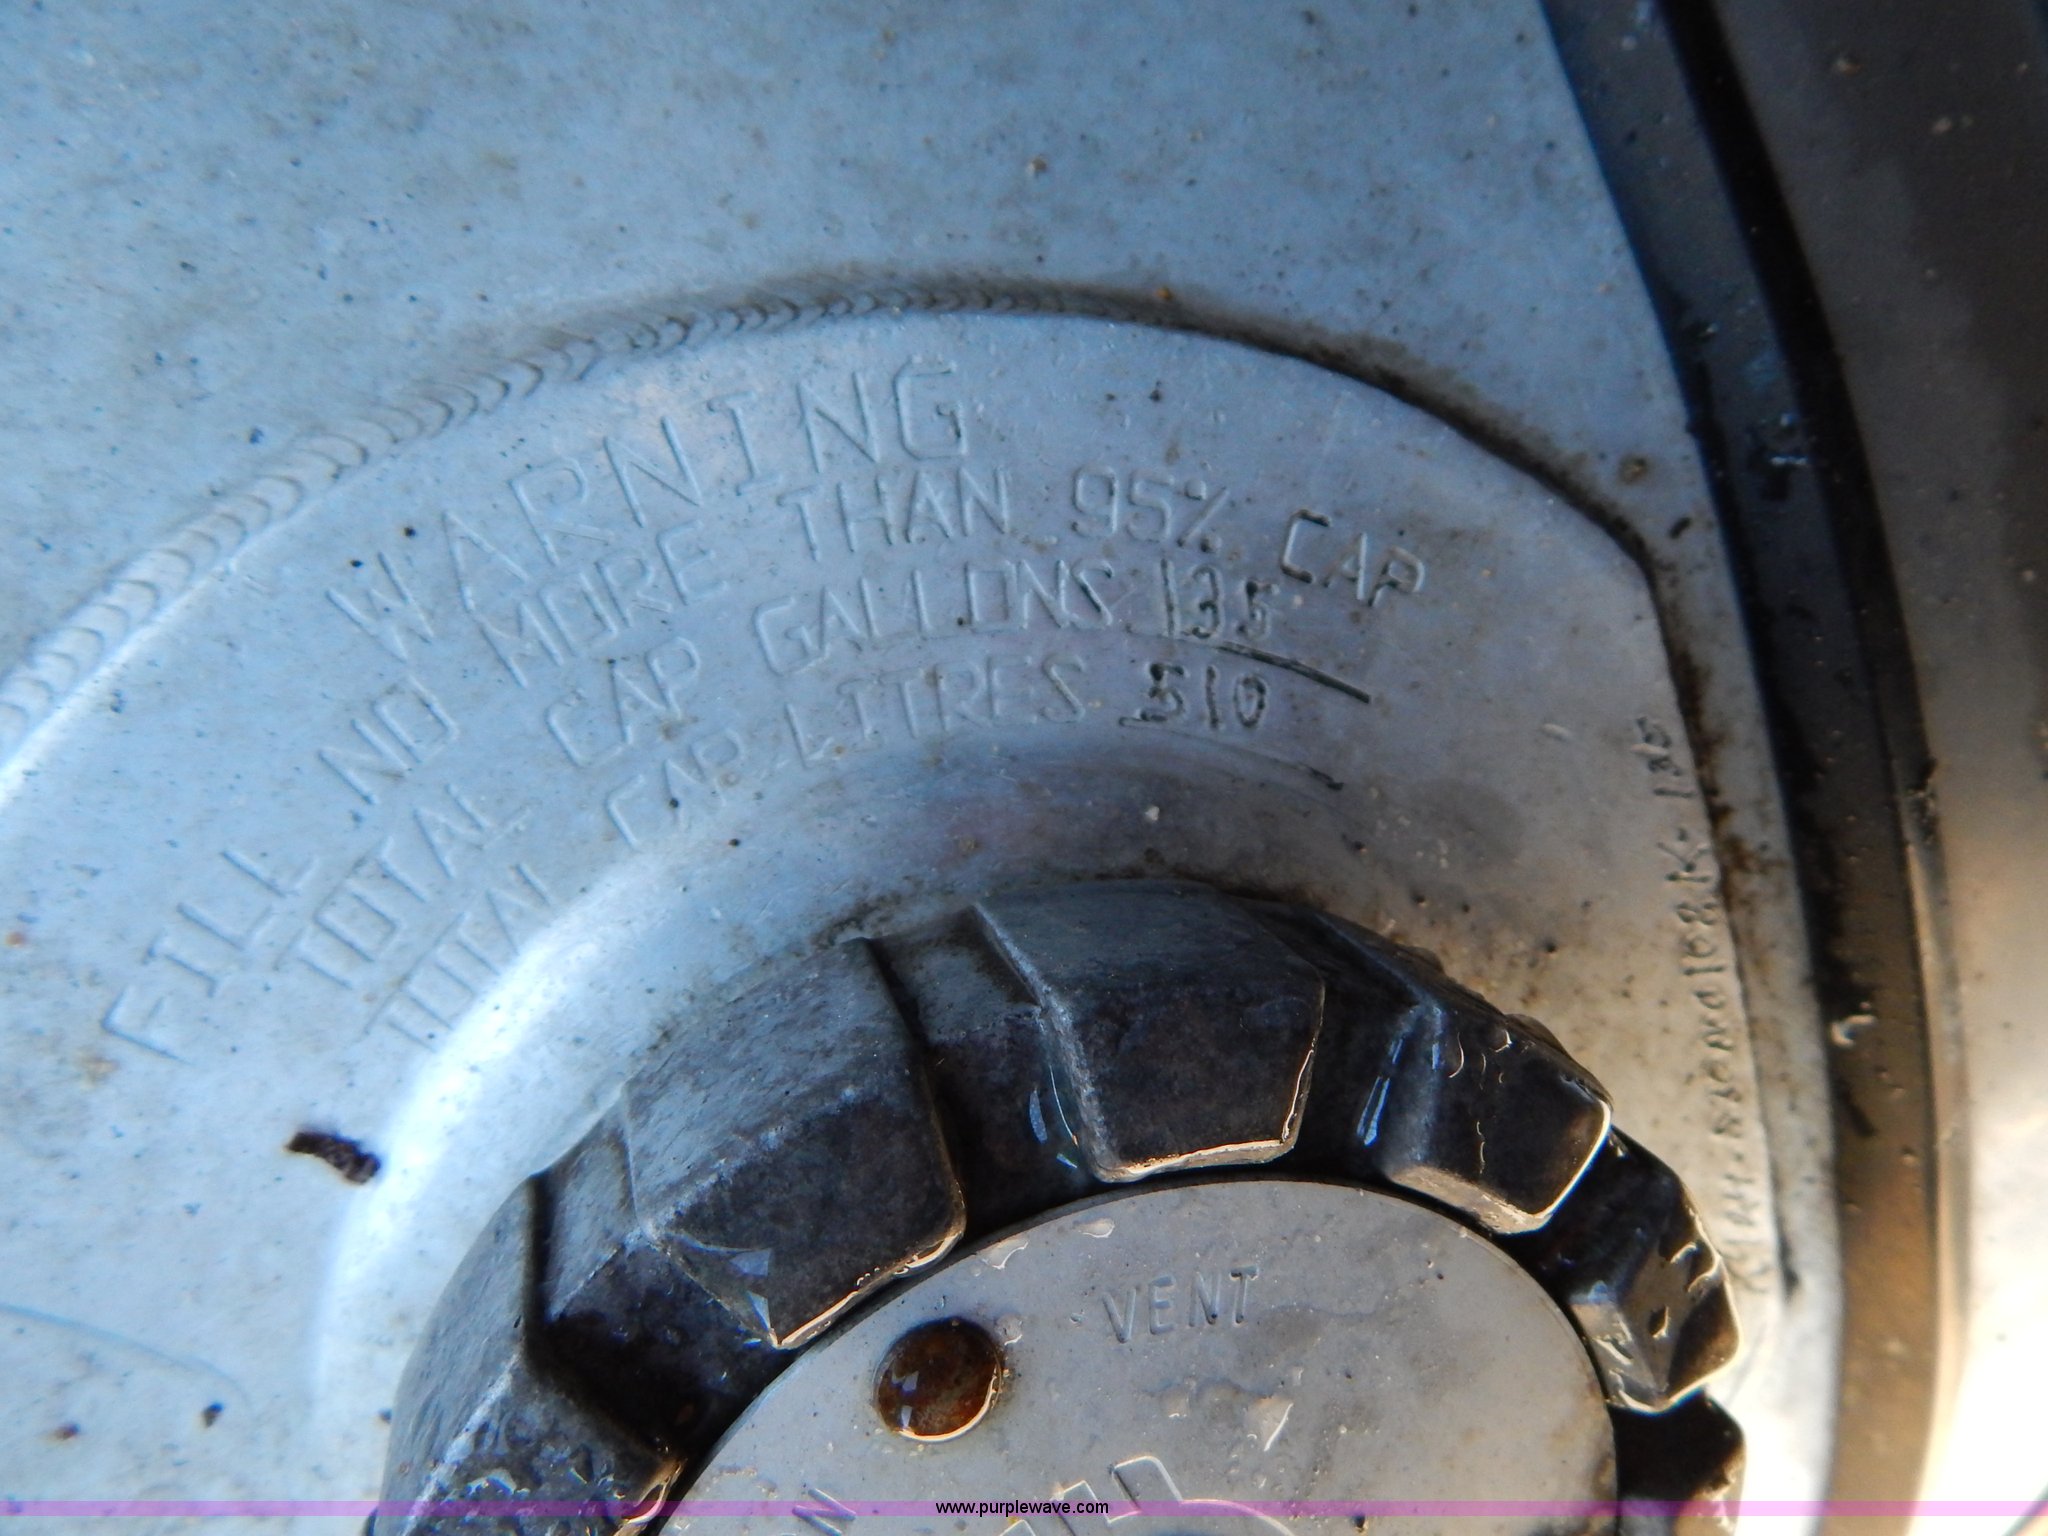 WARNING
FILL NO MORE THAN 95% CAP
TOTAL CAP GALLONS 135
TOTAL CAP LITRES 510
VENT
www.purplewave.com